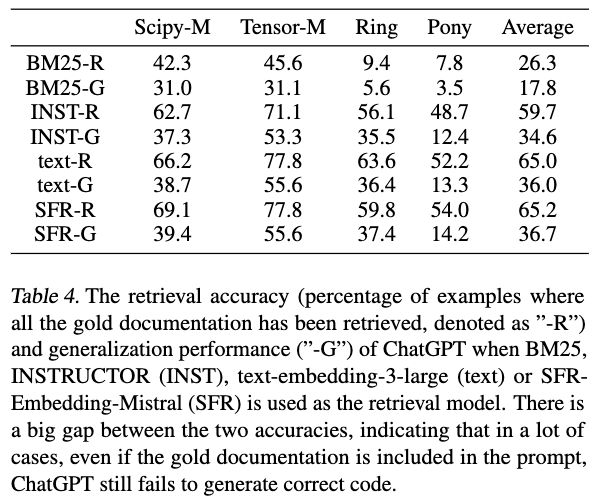 Scipy-M Tensor-M Ring Pony Average
BM25-R 42.3 45.6 9.4 7.8 26.3
BM25-G 31.0 31.1 5.6 3.5 17.8
INST-R 62.7 71.1 56.1 48.7 59.7
INST-G 37.3 53.3 35.5 12.4 34.6
text-R 66.2 77.8 63.6 52.2 65.0
text-G 38.7 55.6 36.4 13.3 36.0
SFR-R 69.1 77.8 59.8 54.0 65.2
SFR-G 39.4 55.6 37.4 14.2 36.7
Table 4. The retrieval accuracy (percentage of examples where
all the gold documentation has been retrieved, denoted as ”-R”)
and generalization performance (”-G”) of ChatGPT when BM25,
INSTRUCTOR (INST), text-embedding-3-large (text) or SFR-
Embedding-Mistral (SFR) is used as the retrieval model. There is
a big gap between the two accuracies, indicating that in a lot of
cases, even if the gold documentation is included in the prompt,
ChatGPT still fails to generate correct code.